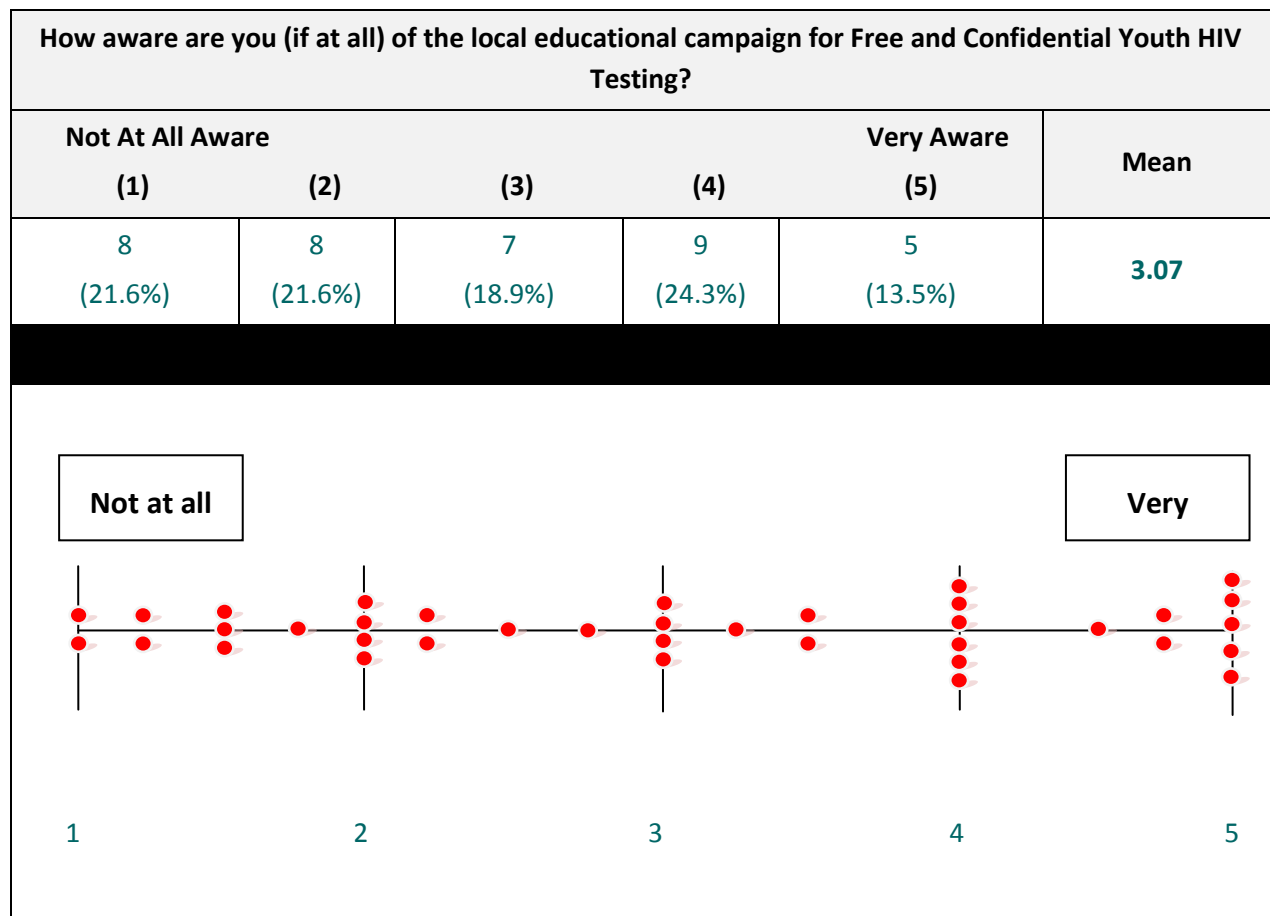 How aware are you (if at all) of the local educational campaign for Free and Confidential Youth HIV
Testing?
Not At All Aware Very Aware
Mean
(1) (2) (3) (4) (5)
8 8 7 9 5
3.07
(21.6%) (21.6%) (18.9%) (24.3%) (13.5%)
Not at all Very
1 2 3 4 5